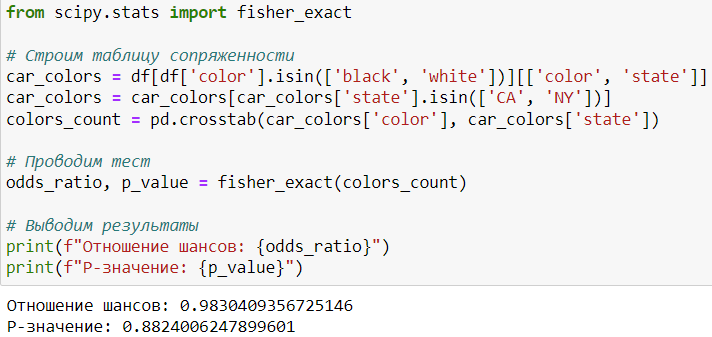 from scipy.stats import fisher_exact
# Строим таблицу сопряженности
car_colors = df[df['color'].isin(['black', 'white'])][['color', 'state']]
car_colors = car_colors[car_colors['state'].isin(['CA', 'NY'])]
colors_count = pd.crosstab(car_colors['color'], car_colors['state'])
# Проводим тест
odds_ratio, p_value = fisher_exact(colors_count)
# Выводим результаты
print(f"Отношение шансов: {odds_ratio}")
print(f"P-значение: {p_value}")
Отношение шансов: 0.9830409356725146
P-значение: 0.8824006247899601